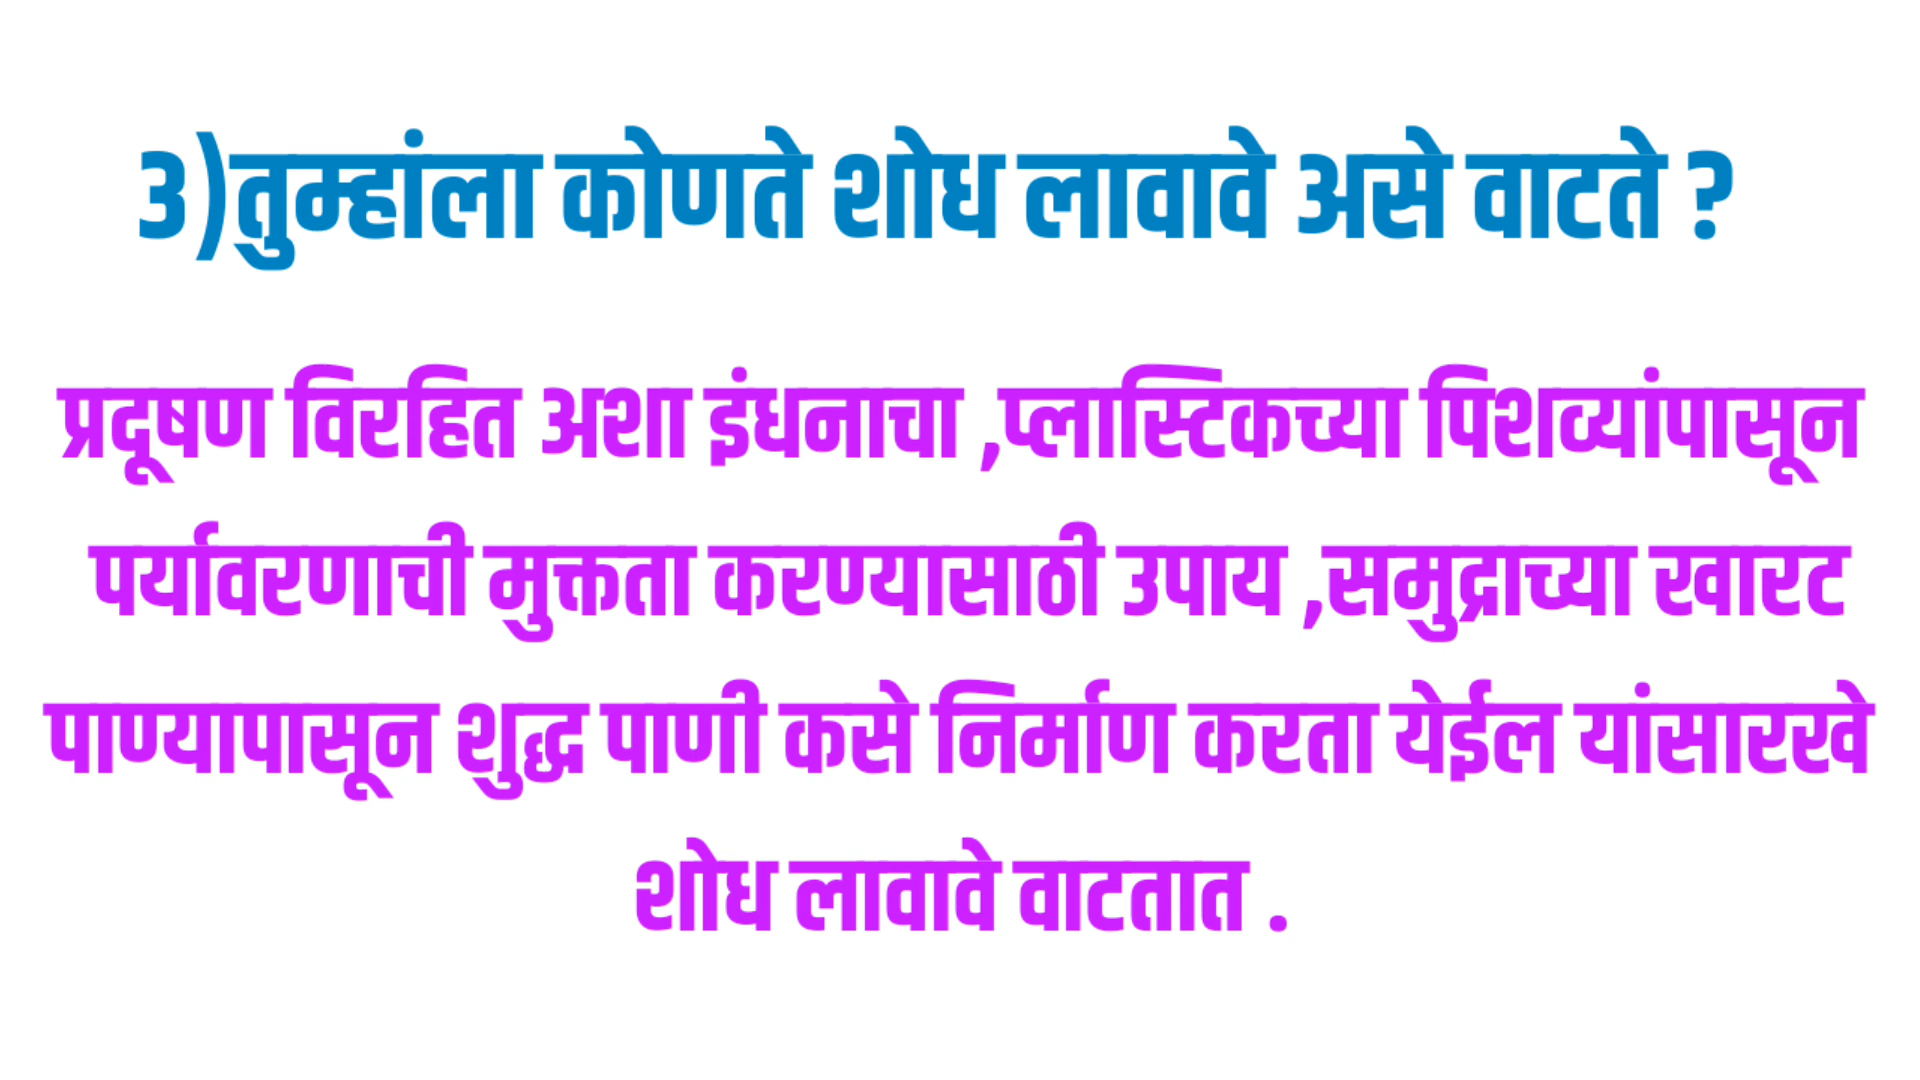 3)तुम्हांला कोणते शोध लावावे असे वाटते ?
प्रदूषण विरहित अशा इंधनाचा ,प्लास्टिकच्या पिशव्यांपासून
पर्यावरणाची मुक्तता करण्यासाठी उपाय ,समुद्राच्या खारट
पाण्यापासून शुद्ध पाणी कसे निर्माण करता येईल यांसारखे
शोध लावावे वाटतात .